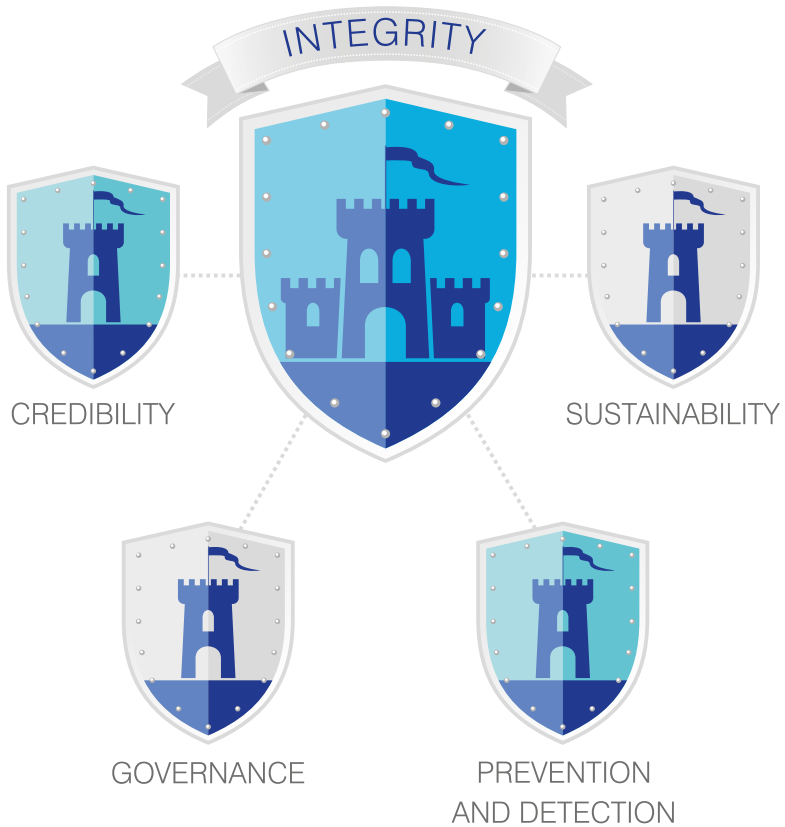 INTEGRITY
CREDIBILITY
SUSTAINABILITY
GOVERNANCE
PREVENTION
AND DETECTION